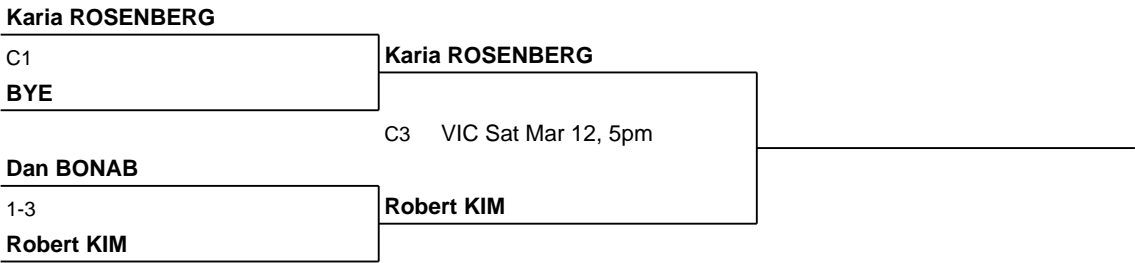 Karia ROSENBERG
C1
Karia ROSENBERG
BYE
C3 VIC Sat Mar 12, 5pm
Dan BONAB
1-3
Robert KIM
Robert KIM